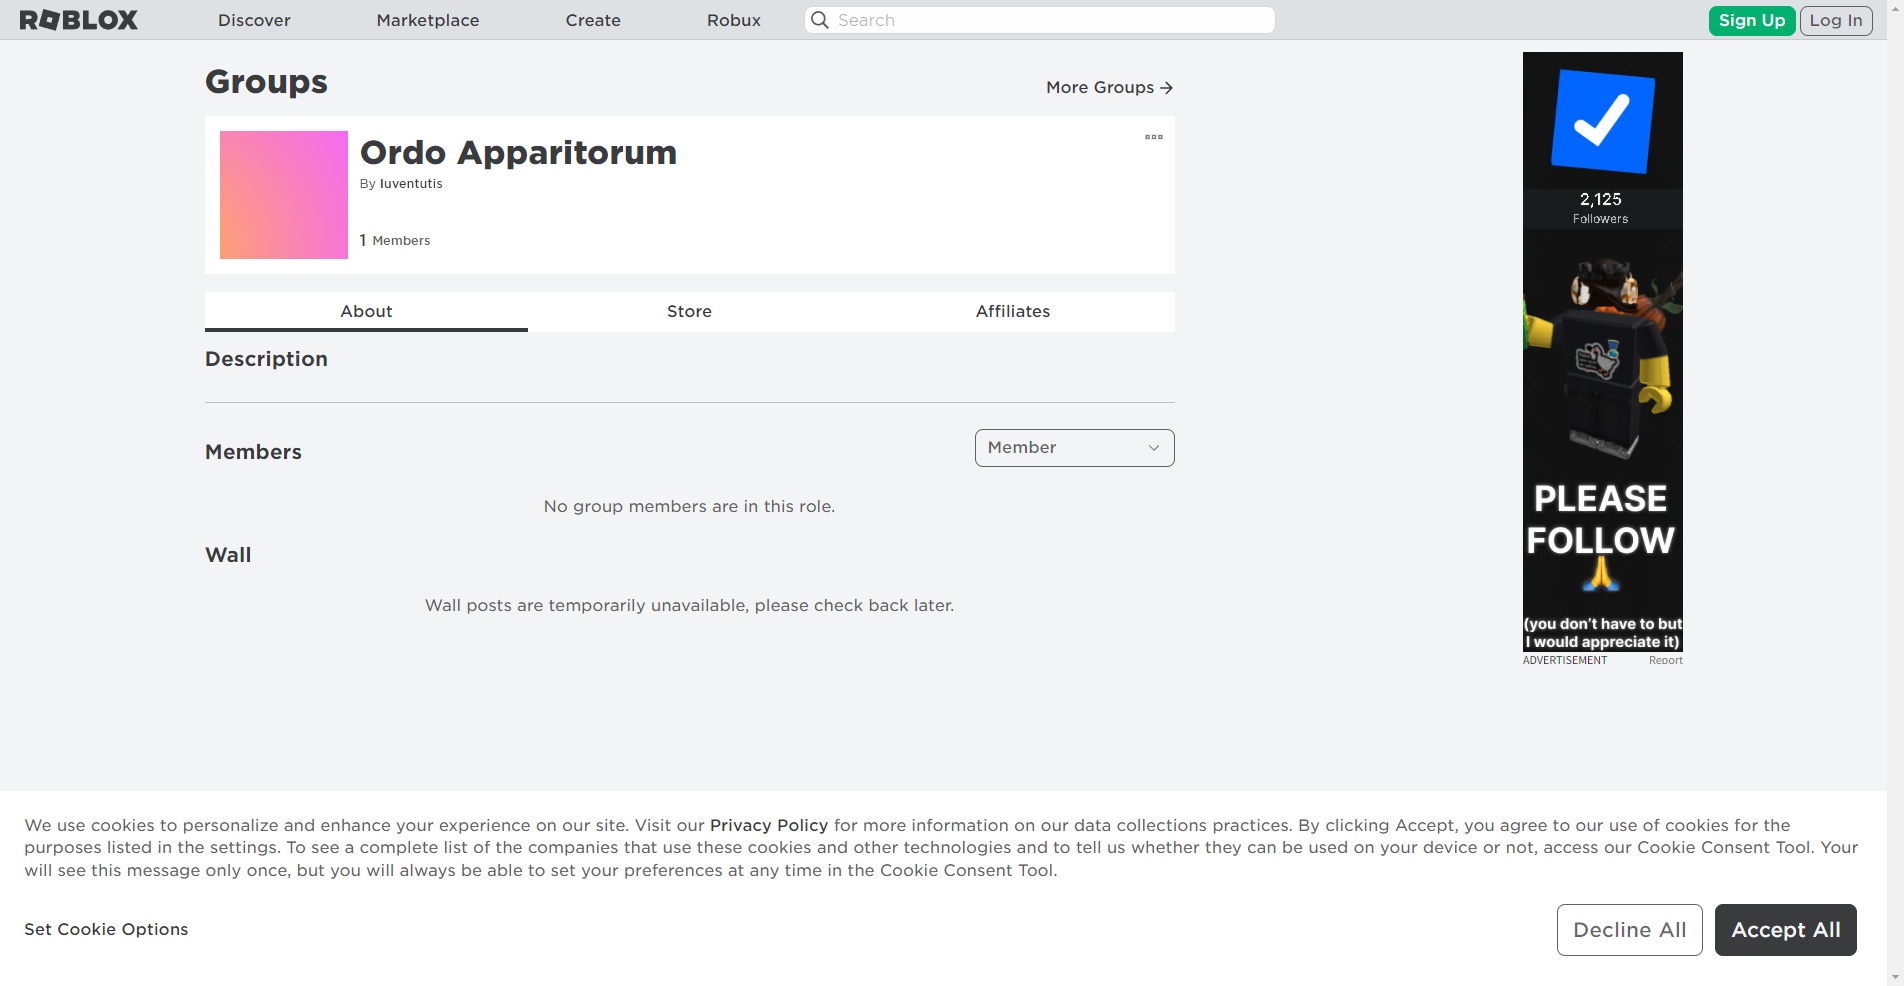 ROBLOX
Discover
Marketplace
Create
Robux
Search
Sign Up
Log In
Groups
More Groups →
Ordo Apparitorum
By Iuventutis
1 Members
About
Store
Affiliates
Description
Members
Member
No group members are in this role.
Wall
Wall posts are temporarily unavailable, please check back later.
2,125
Followers
PLEASE
FOLLOW
(you don't have to but
I would appreciate it)
ADVERTISEMENT
Report
We use cookies to personalize and enhance your experience on our site. Visit our Privacy Policy for more information on our data collections practices. By clicking Accept, you agree to our use of cookies for the
purposes listed in the settings. To see a complete list of the companies that use these cookies and other technologies and to tell us whether they can be used on your device or not, access our Cookie Consent Tool. Your
will see this message only once, but you will always be able to set your preferences at any time in the Cookie Consent Tool.
Set Cookie Options
Decline All
Accept All